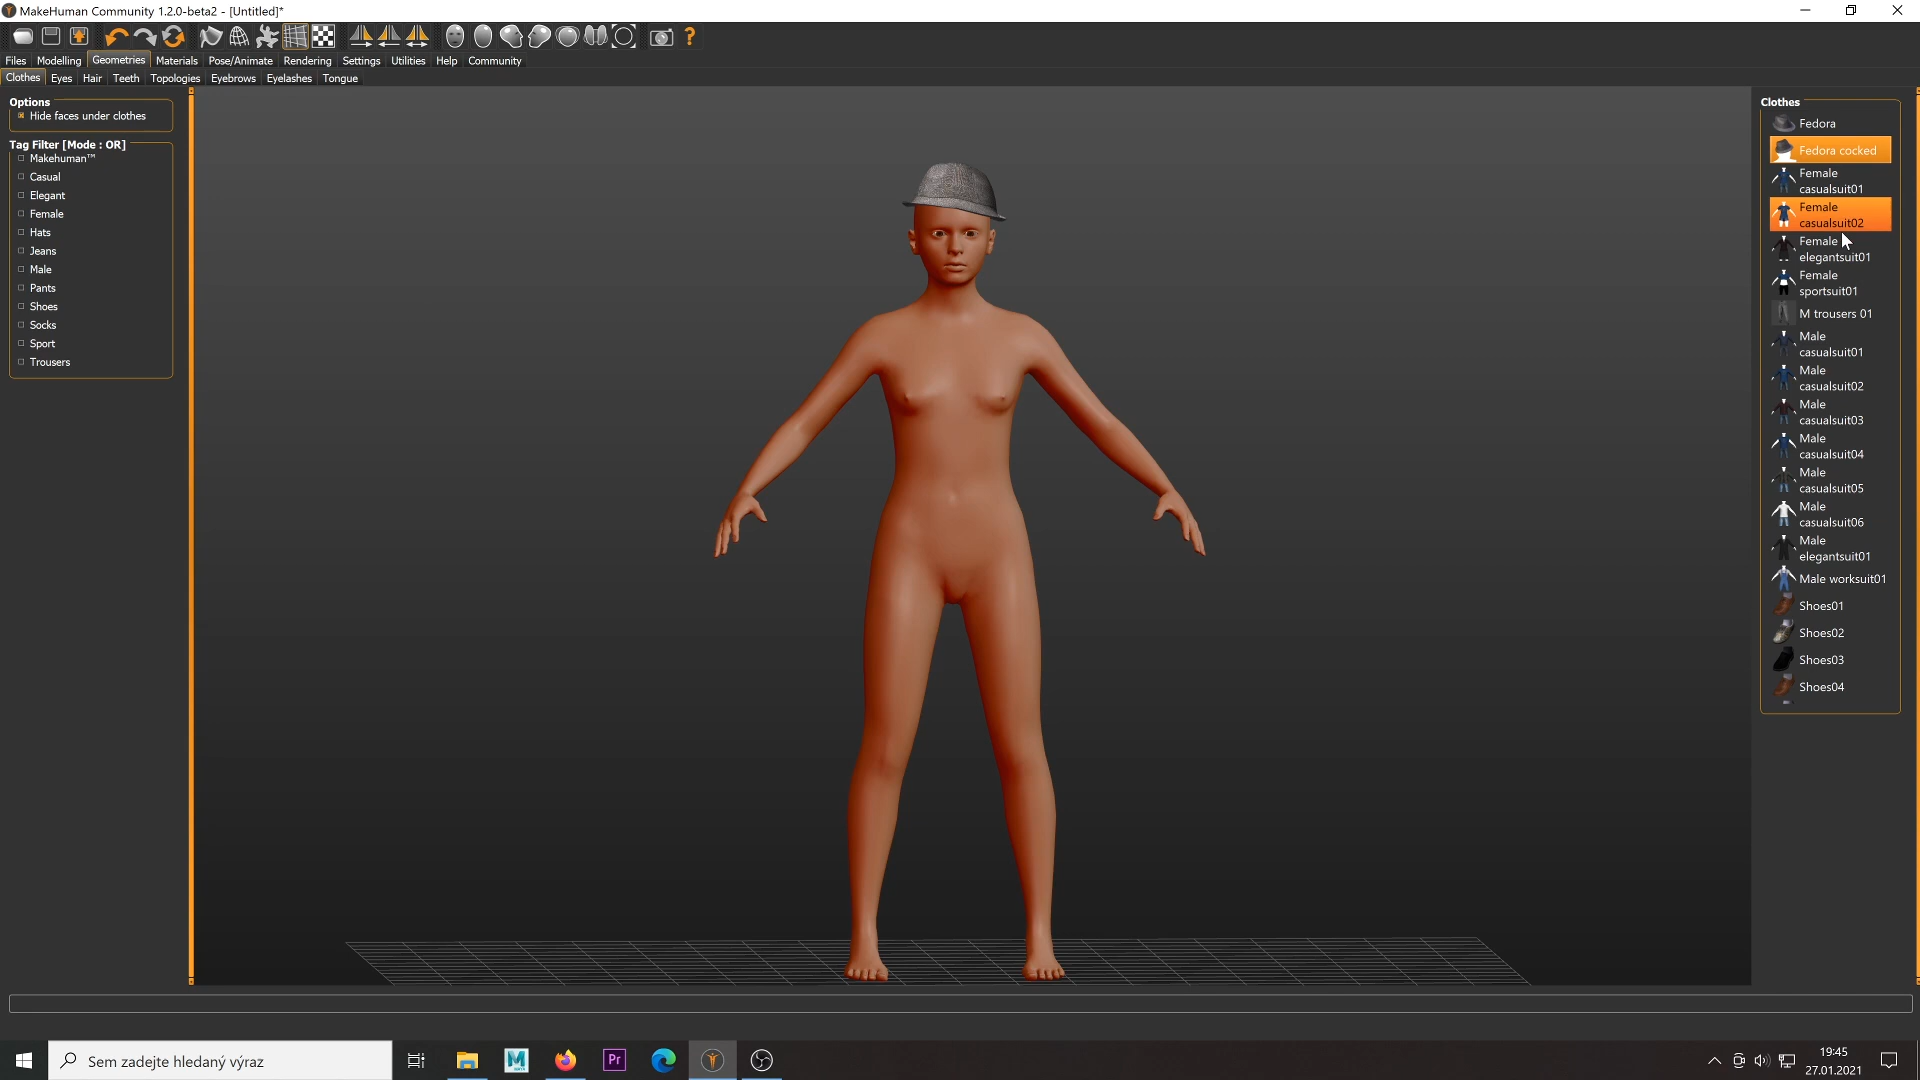 MakeHuman Community 1.2.0-beta2 - [Untitled]*
Files Modelling Geometries Materials Pose/Animate Rendering Settings Utilities Help Community
Clothes Eyes Hair Teeth Topologies Eyebrows Eyelashes Tongue
Options
Hide faces under clothes
Tag Filter [Mode : OR]
Makehuman™
Casual
Elegant
Female
Hats
Jeans
Male
Pants
Shoes
Socks
Sport
Trousers
Clothes
Fedora
Fedora cocked
Female
casualsuit01
Female
casualsuit02
Female
elegantsuit01
Female
sportsuit01
M trousers 01
Male
casualsuit01
Male
casualsuit02
Male
casualsuit03
Male
casualsuit04
Male
casualsuit05
Male
casualsuit06
Male
elegantsuit01
Male worksuit01
Shoes01
Shoes02
Shoes03
Shoes04
Sem zadejte hledaný výraz
M
Pr
19:45
27.01.2021